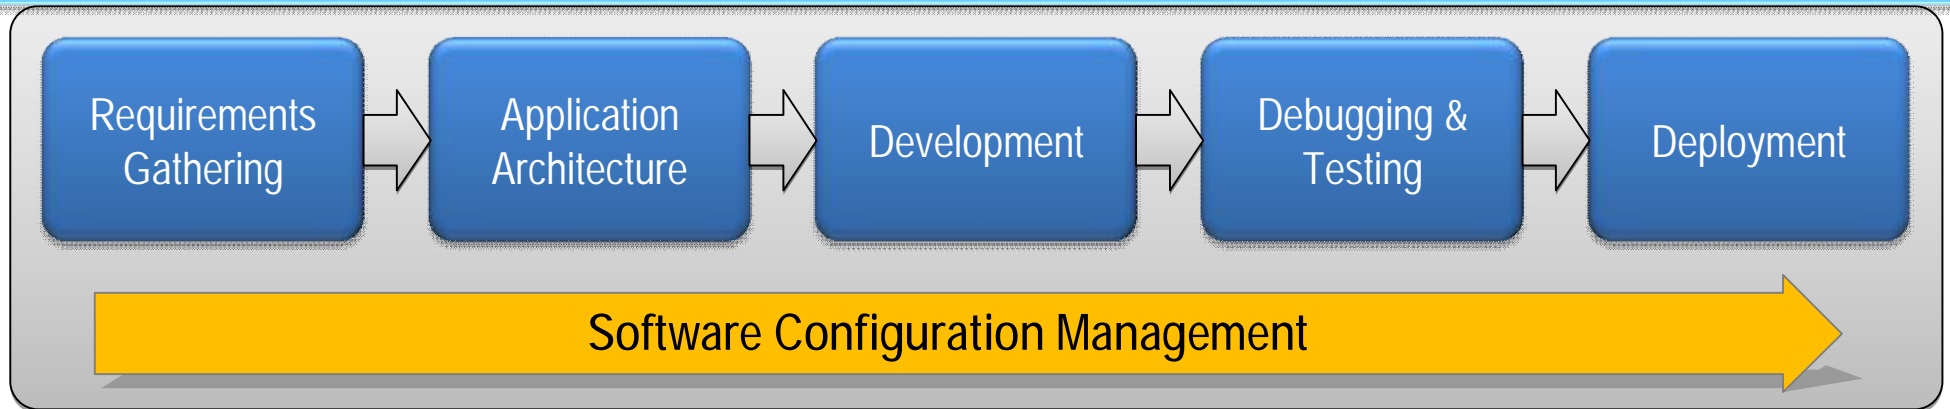 Requirements
Gathering
Application
Architecture
Development
Debugging &
Testing
Deployment
Software Configuration Management